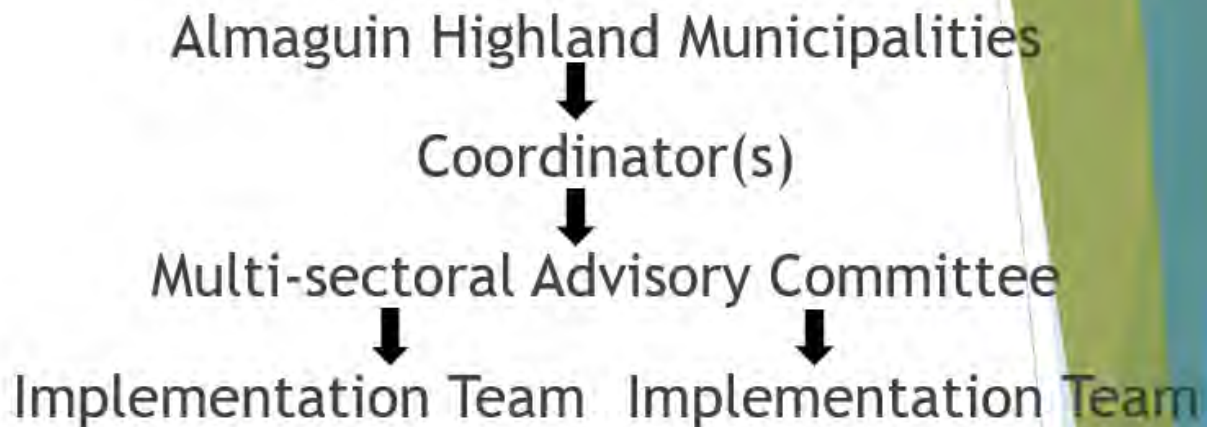 Almaguin Highland Municipalities
Coordinator(s)
Multi-sectoral Advisory Committee
Implementation Team Implementation Team